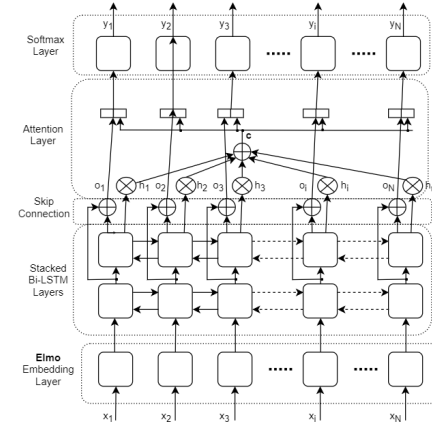 y1 y2 y3 yi yN
Softmax
Layer
Attention
Layer
c
o1 h1 o2 h2 o3 h3 oi hi oN
Skip
Connection
Stacked
Bi-LSTM
Layers
Elmo
Embedding
Layer
x1 x2 x3 xi xN